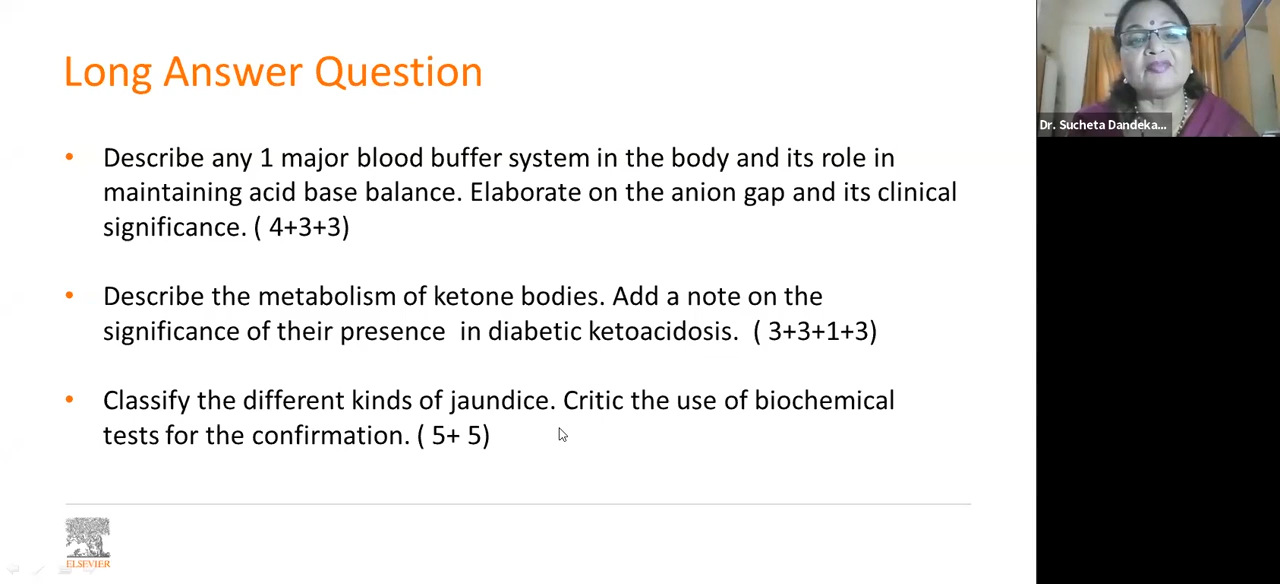 Long Answer Question
Dr. Sucheta Dandeka...
• Describe any 1 major blood buffer system in the body and its role in
maintaining acid base balance. Elaborate on the anion gap and its clinical
significance. ( 4+3+3)
• Describe the metabolism of ketone bodies. Add a note on the
significance of their presence  in diabetic ketoacidosis.  ( 3+3+1+3)
• Classify the different kinds of jaundice. Critic the use of biochemical
tests for the confirmation. ( 5+ 5)
ELSEVIER